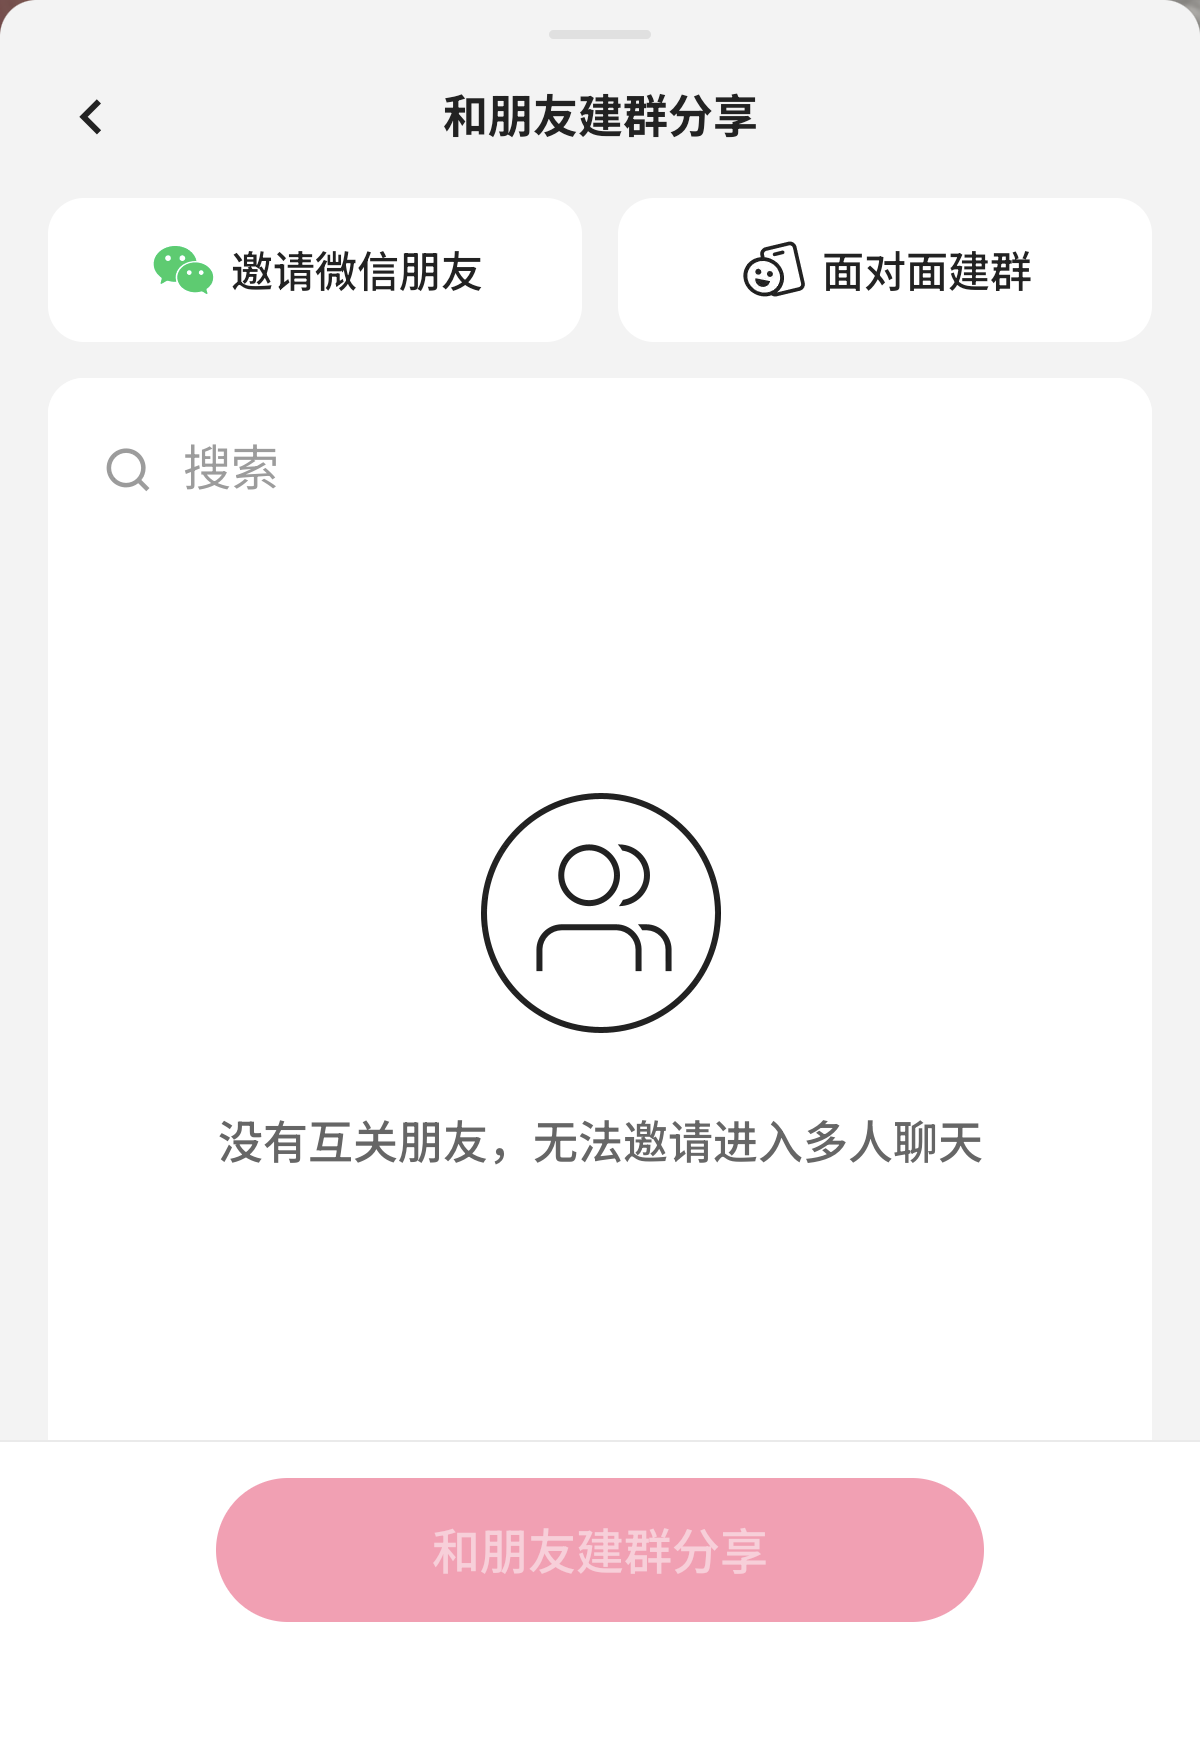 和朋友建群分享
邀请微信朋友
面对面建群
搜索
没有互关朋友，无法邀请进入多人聊天
和朋友建群分享